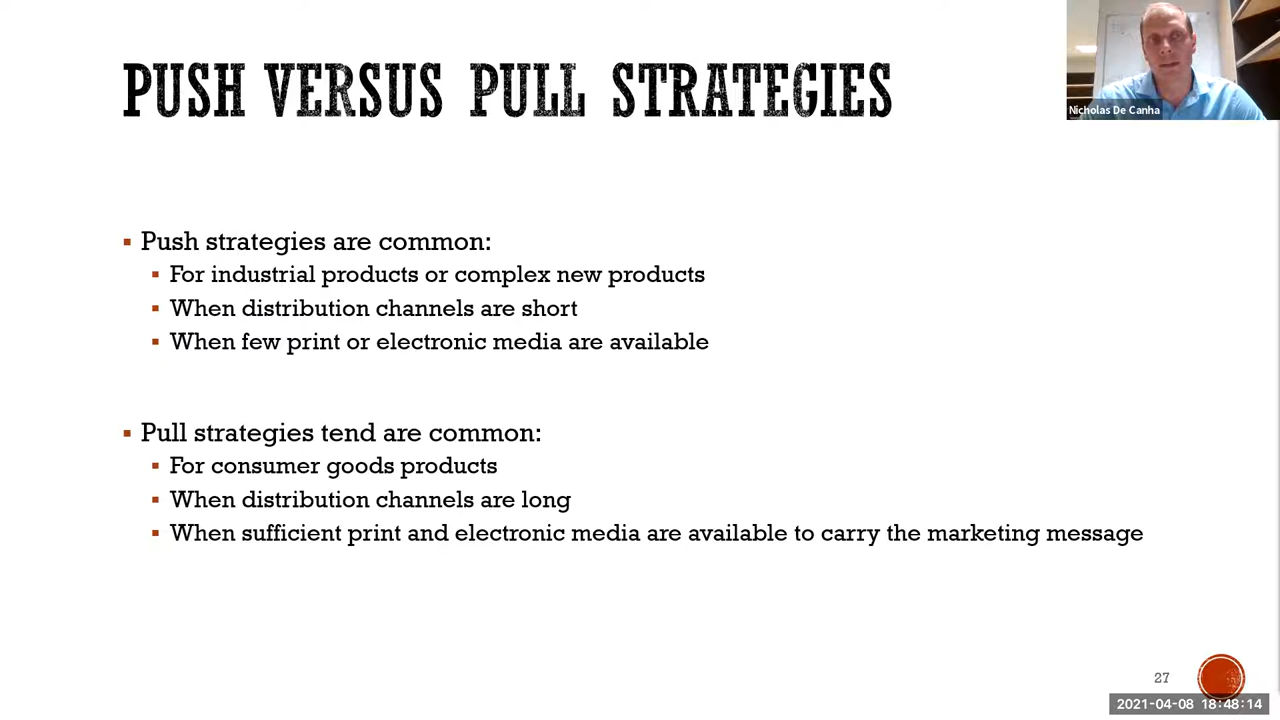 PUSH VERSUS PULL STRATEGIES
Nicholas De Canha
Push strategies are common:
For industrial products or complex new products
When distribution channels are short
When few print or electronic media are available
Pull strategies tend are common:
For consumer goods products
When distribution channels are long
When sufficient print and electronic media are available to carry the marketing message
27
2021-04-08 18:48:14